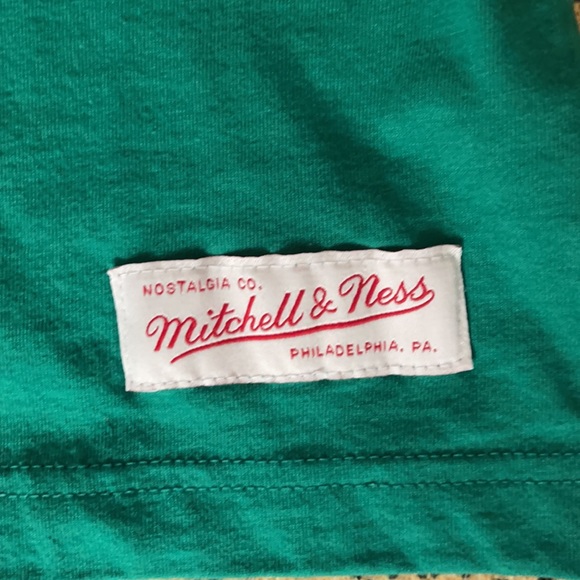 NOSTALGIA CO.
Mitchell & Ness
PHILADELPHIA, PA.